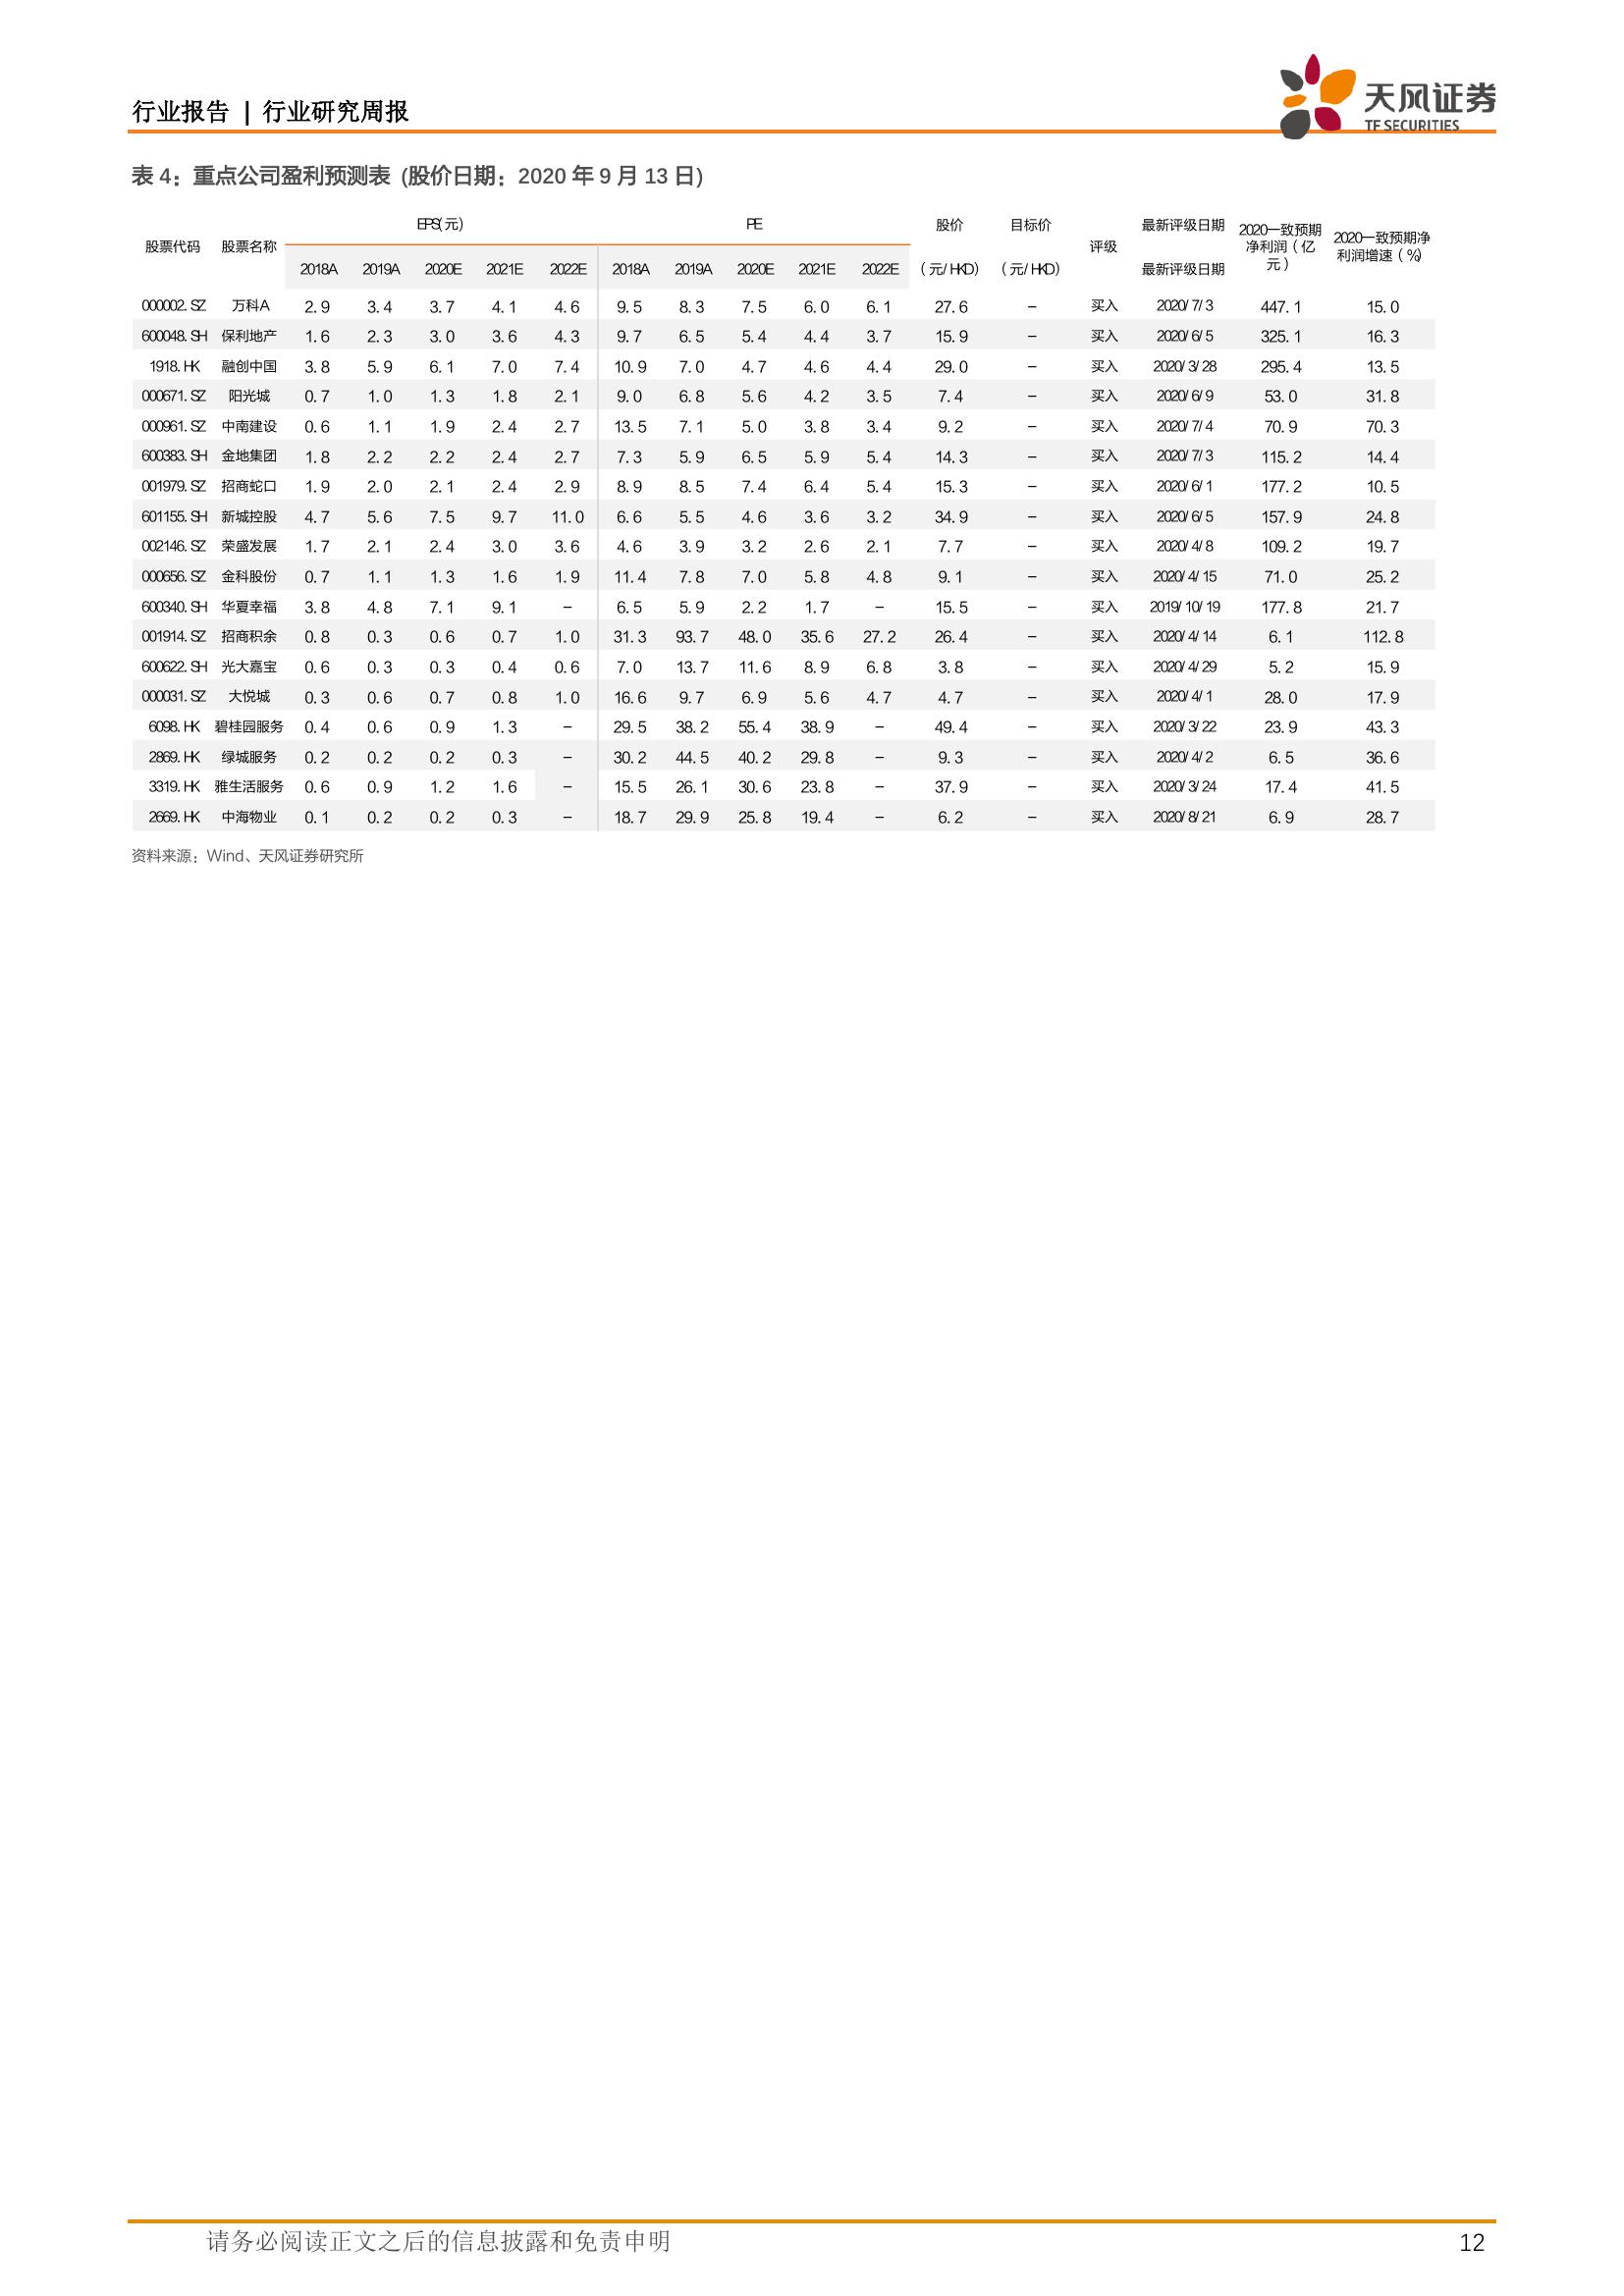 行业报告 | 行业研究周报
天风证券
TF SECURITIES
表 4：重点公司盈利预测表 (股价日期：2020 年 9 月 13 日)
股票代码 股票名称 EPS(元) PE 股价 目标价 评级 最新评级日期 2020一致预期净利润（亿元） 2020一致预期净利润增速（%）
2018A 2019A 2020E 2021E 2022E 2018A 2019A 2020E 2021E 2022E （元/HKD） （元/HKD） 最新评级日期
000002.SZ 万科A 2.9 3.4 3.7 4.1 4.6 9.5 8.3 7.5 6.0 6.1 27.6 – 买入 2020/7/3 447.1 15.0
600048.SH 保利地产 1.6 2.3 3.0 3.6 4.3 9.7 6.5 5.4 4.4 3.7 15.9 – 买入 2020/6/5 325.1 16.3
1918.HK 融创中国 3.8 5.9 6.1 7.0 7.4 10.9 7.0 4.7 4.6 4.4 29.0 – 买入 2020/3/28 295.4 13.5
000671.SZ 阳光城 0.7 1.0 1.3 1.8 2.1 9.0 6.8 5.6 4.2 3.5 7.4 – 买入 2020/6/9 53.0 31.8
000961.SZ 中南建设 0.6 1.1 1.9 2.4 2.7 13.5 7.1 5.0 3.8 3.4 9.2 – 买入 2020/7/4 70.9 70.3
600383.SH 金地集团 1.8 2.2 2.2 2.4 2.7 7.3 5.9 6.5 5.9 5.4 14.3 – 买入 2020/7/3 115.2 14.4
001979.SZ 招商蛇口 1.9 2.0 2.1 2.4 2.9 8.9 8.5 7.4 6.4 5.4 15.3 – 买入 2020/6/1 177.2 10.5
601155.SH 新城控股 4.7 5.6 7.5 9.7 11.0 6.6 5.5 4.6 3.6 3.2 34.9 – 买入 2020/6/5 157.9 24.8
002146.SZ 荣盛发展 1.7 2.1 2.4 3.0 3.6 4.6 3.9 3.2 2.6 2.1 7.7 – 买入 2020/4/8 109.2 19.7
000656.SZ 金科股份 0.7 1.1 1.3 1.6 1.9 11.4 7.8 7.0 5.8 4.8 9.1 – 买入 2020/4/15 71.0 25.2
600340.SH 华夏幸福 3.8 4.8 7.1 9.1 – 6.5 5.9 2.2 1.7 – 15.5 – 买入 2019/10/19 177.8 21.7
001914.SZ 招商积余 0.8 0.3 0.6 0.7 1.0 31.3 93.7 48.0 35.6 27.2 26.4 – 买入 2020/4/14 6.1 112.8
600622.SH 光大嘉宝 0.6 0.3 0.3 0.4 0.6 7.0 13.7 11.6 8.9 6.8 3.8 – 买入 2020/4/29 5.2 15.9
000031.SZ 大悦城 0.3 0.6 0.7 0.8 1.0 16.6 9.7 6.9 5.6 4.7 4.7 – 买入 2020/4/1 28.0 17.9
6098.HK 碧桂园服务 0.4 0.6 0.9 1.3 – 29.5 38.2 55.4 38.9 – 49.4 – 买入 2020/3/22 23.9 43.3
2869.HK 绿城服务 0.2 0.2 0.2 0.3 – 30.2 44.5 40.2 29.8 – 9.3 – 买入 2020/4/2 6.5 36.6
3319.HK 雅生活服务 0.6 0.9 1.2 1.6 – 15.5 26.1 30.6 23.8 – 37.9 – 买入 2020/3/24 17.4 41.5
2669.HK 中海物业 0.1 0.2 0.2 0.3 – 18.7 29.9 25.8 19.4 – 6.2 – 买入 2020/8/21 6.9 28.7
资料来源：Wind、天风证券研究所
请务必阅读正文之后的信息披露和免责申明
12